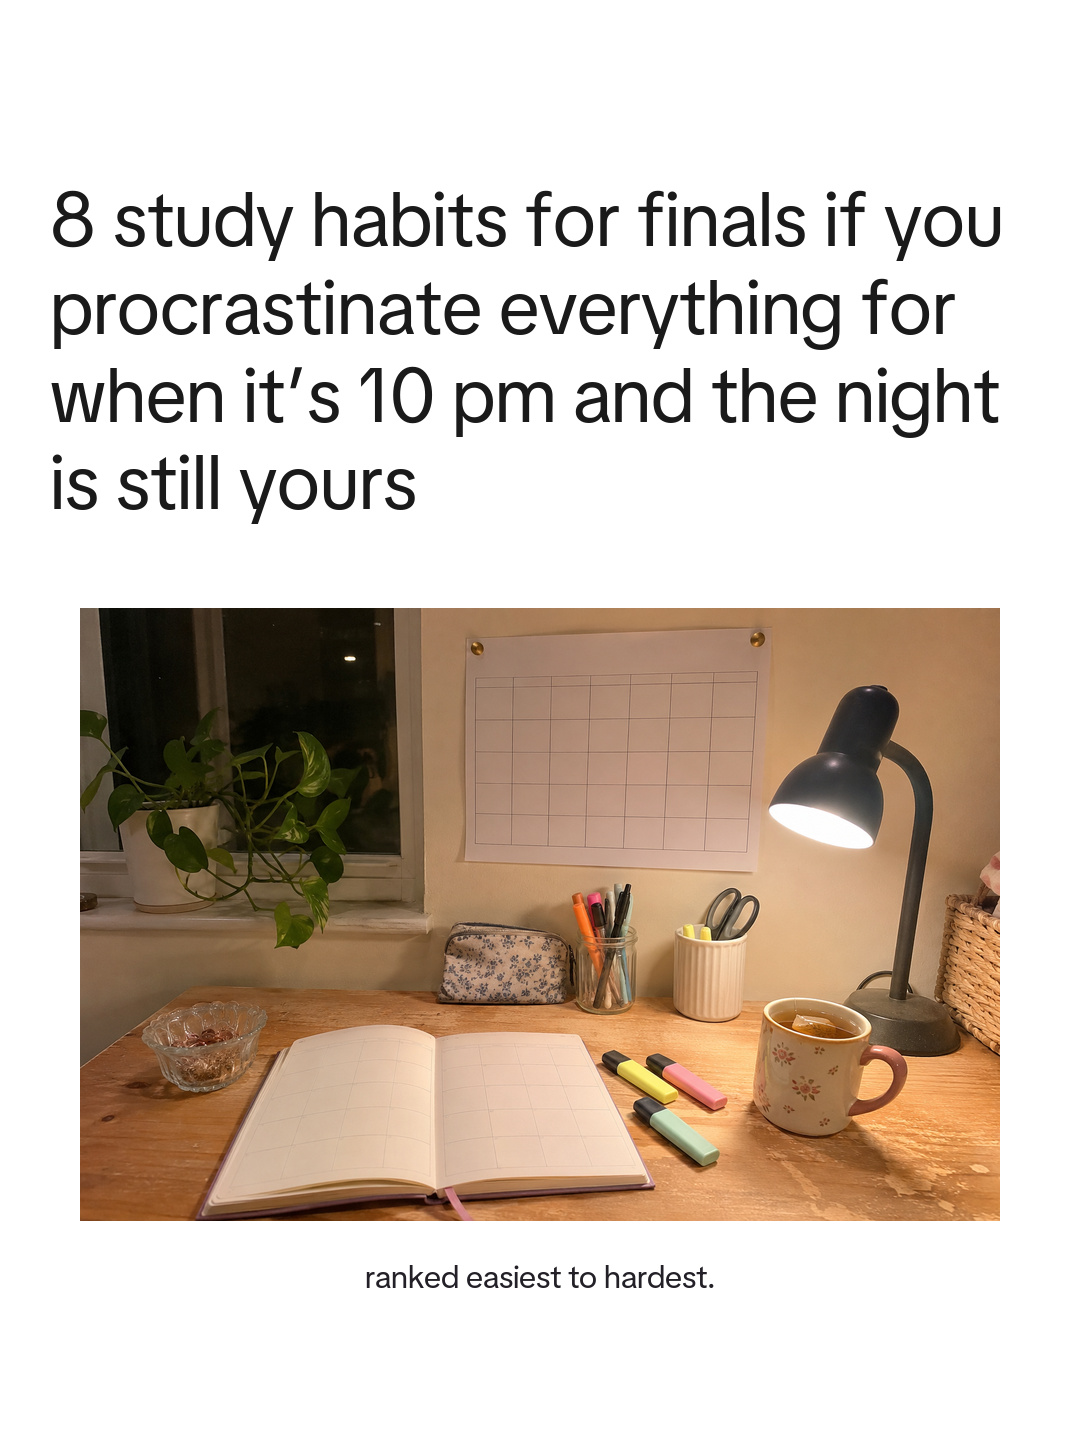 8 study habits for finals if you
procrastinate everything for
when it’s 10 pm and the night
is still yours
ranked easiest to hardest.